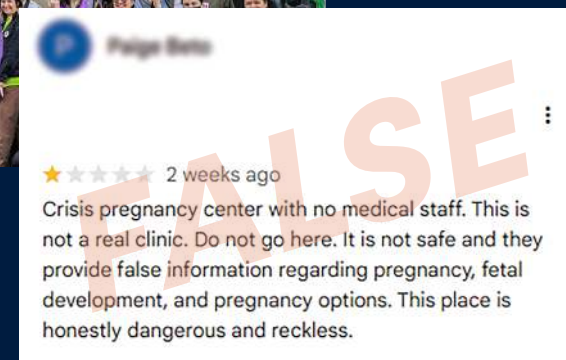 P
2 weeks ago
Crisis pregnancy center with no medical staff. This is
not a real clinic. Do not go here. It is not safe and they
provide false information regarding pregnancy, fetal
development, and pregnancy options. This place is
honestly dangerous and reckless.
FALSE